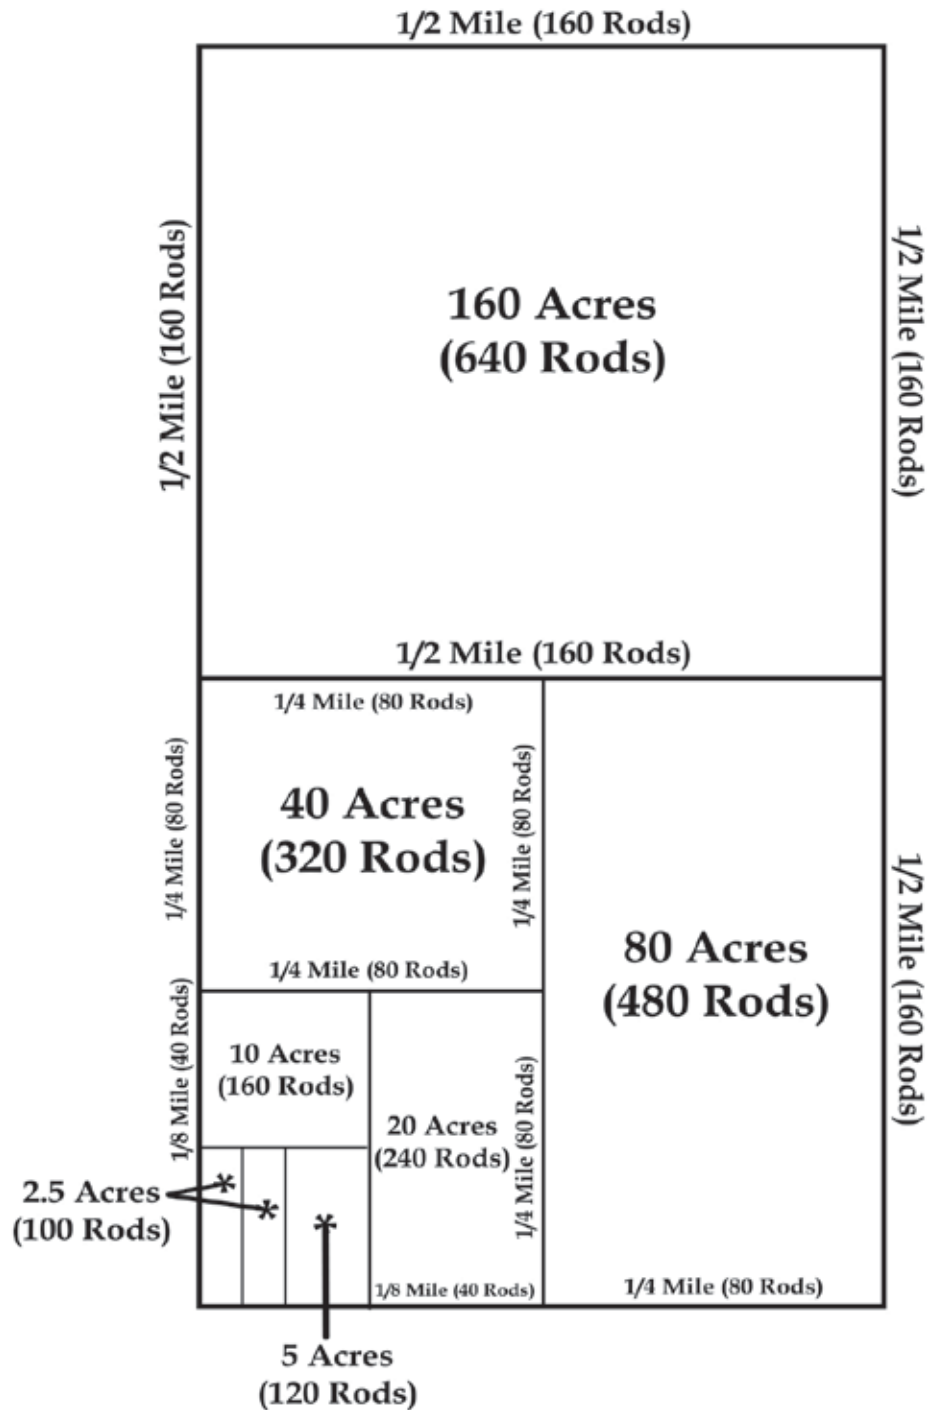 1/2 Mile (160 Rods)
1/2 Mile (160 Rods)
160 Acres
(640 Rods)
1/2 Mile (160 Rods)
1/2 Mile (160 Rods)
1/4 Mile (80 Rods)
1/4 Mile (80 Rods)
40 Acres
(320 Rods)
1/4 Mile (80 Rods)
1/4 Mile (80 Rods)
80 Acres
(480 Rods)
1/2 Mile (160 Rods)
1/8 Mile (40 Rods)
10 Acres
(160 Rods)
20 Acres
(240 Rods)
1/4 Mile (80 Rods)
2.5 Acres
(100 Rods)
*
*
*
1/8 Mile (40 Rods)
1/4 Mile (80 Rods)
5 Acres
(120 Rods)